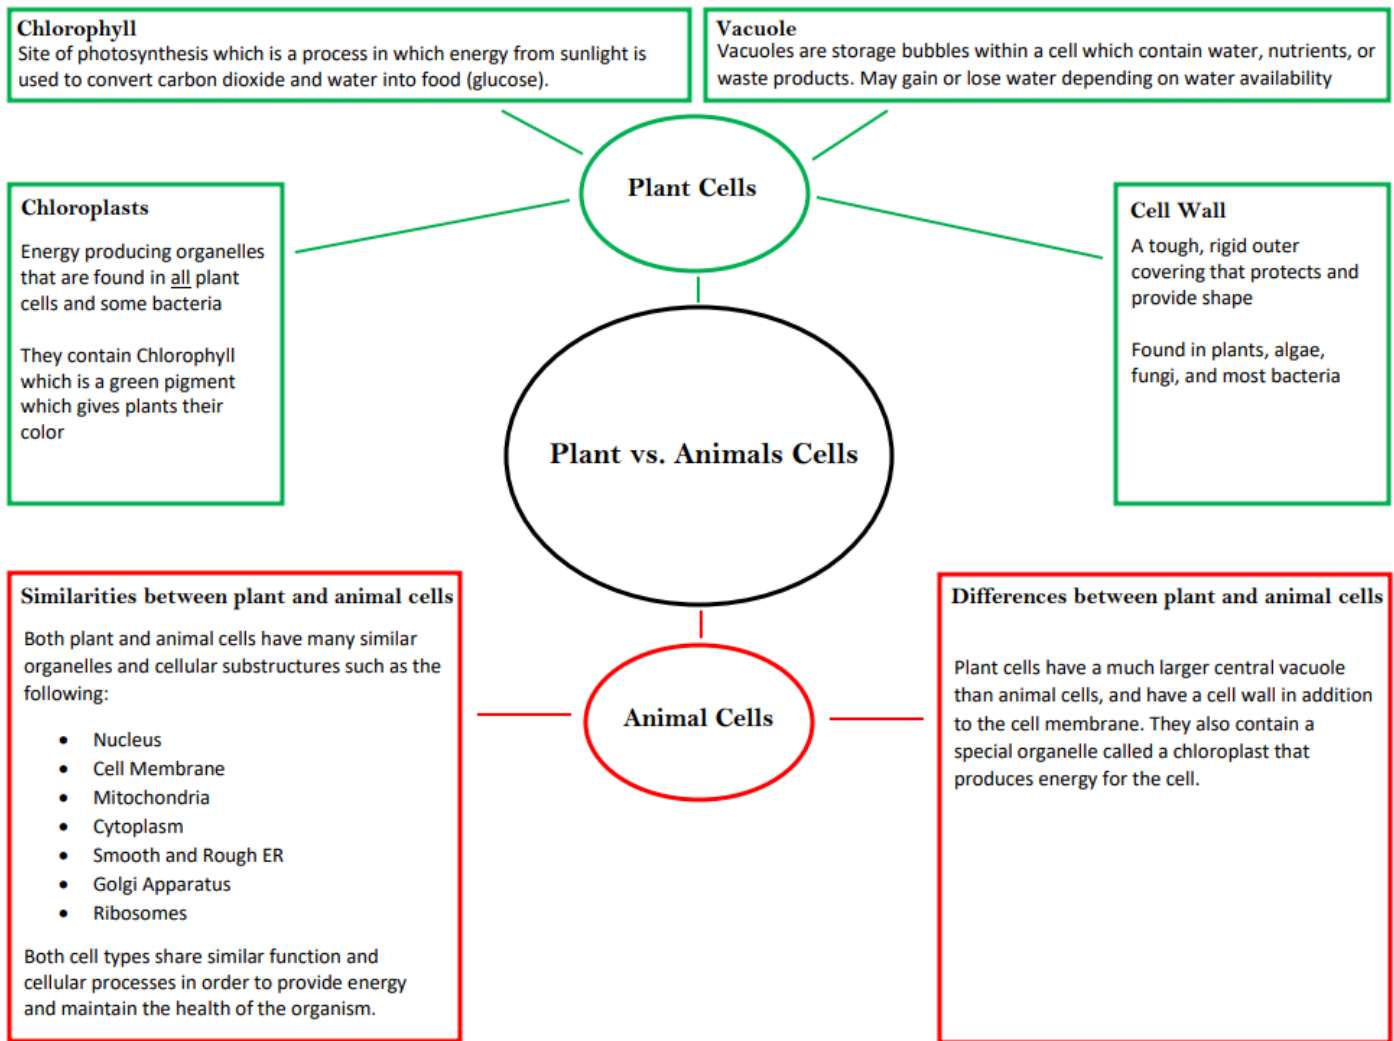 Chlorophyll
Site of photosynthesis which is a process in which energy from sunlight is
used to convert carbon dioxide and water into food (glucose).
Vacuole
Vacuoles are storage bubbles within a cell which contain water, nutrients, or
waste products. May gain or lose water depending on water availability
Plant Cells
Chloroplasts
Energy producing organelles
that are found in all plant
cells and some bacteria
They contain Chlorophyll
which is a green pigment
which gives plants their
color
Cell Wall
A tough, rigid outer
covering that protects and
provide shape
Found in plants, algae,
fungi, and most bacteria
Plant vs. Animals Cells
Similarities between plant and animal cells
Both plant and animal cells have many similar
organelles and cellular substructures such as the
following:
• Nucleus
• Cell Membrane
• Mitochondria
• Cytoplasm
• Smooth and Rough ER
• Golgi Apparatus
• Ribosomes
Both cell types share similar function and
cellular processes in order to provide energy
and maintain the health of the organism.
Animal Cells
Differences between plant and animal cells
Plant cells have a much larger central vacuole
than animal cells, and have a cell wall in addition
to the cell membrane. They also contain a
special organelle called a chloroplast that
produces energy for the cell.